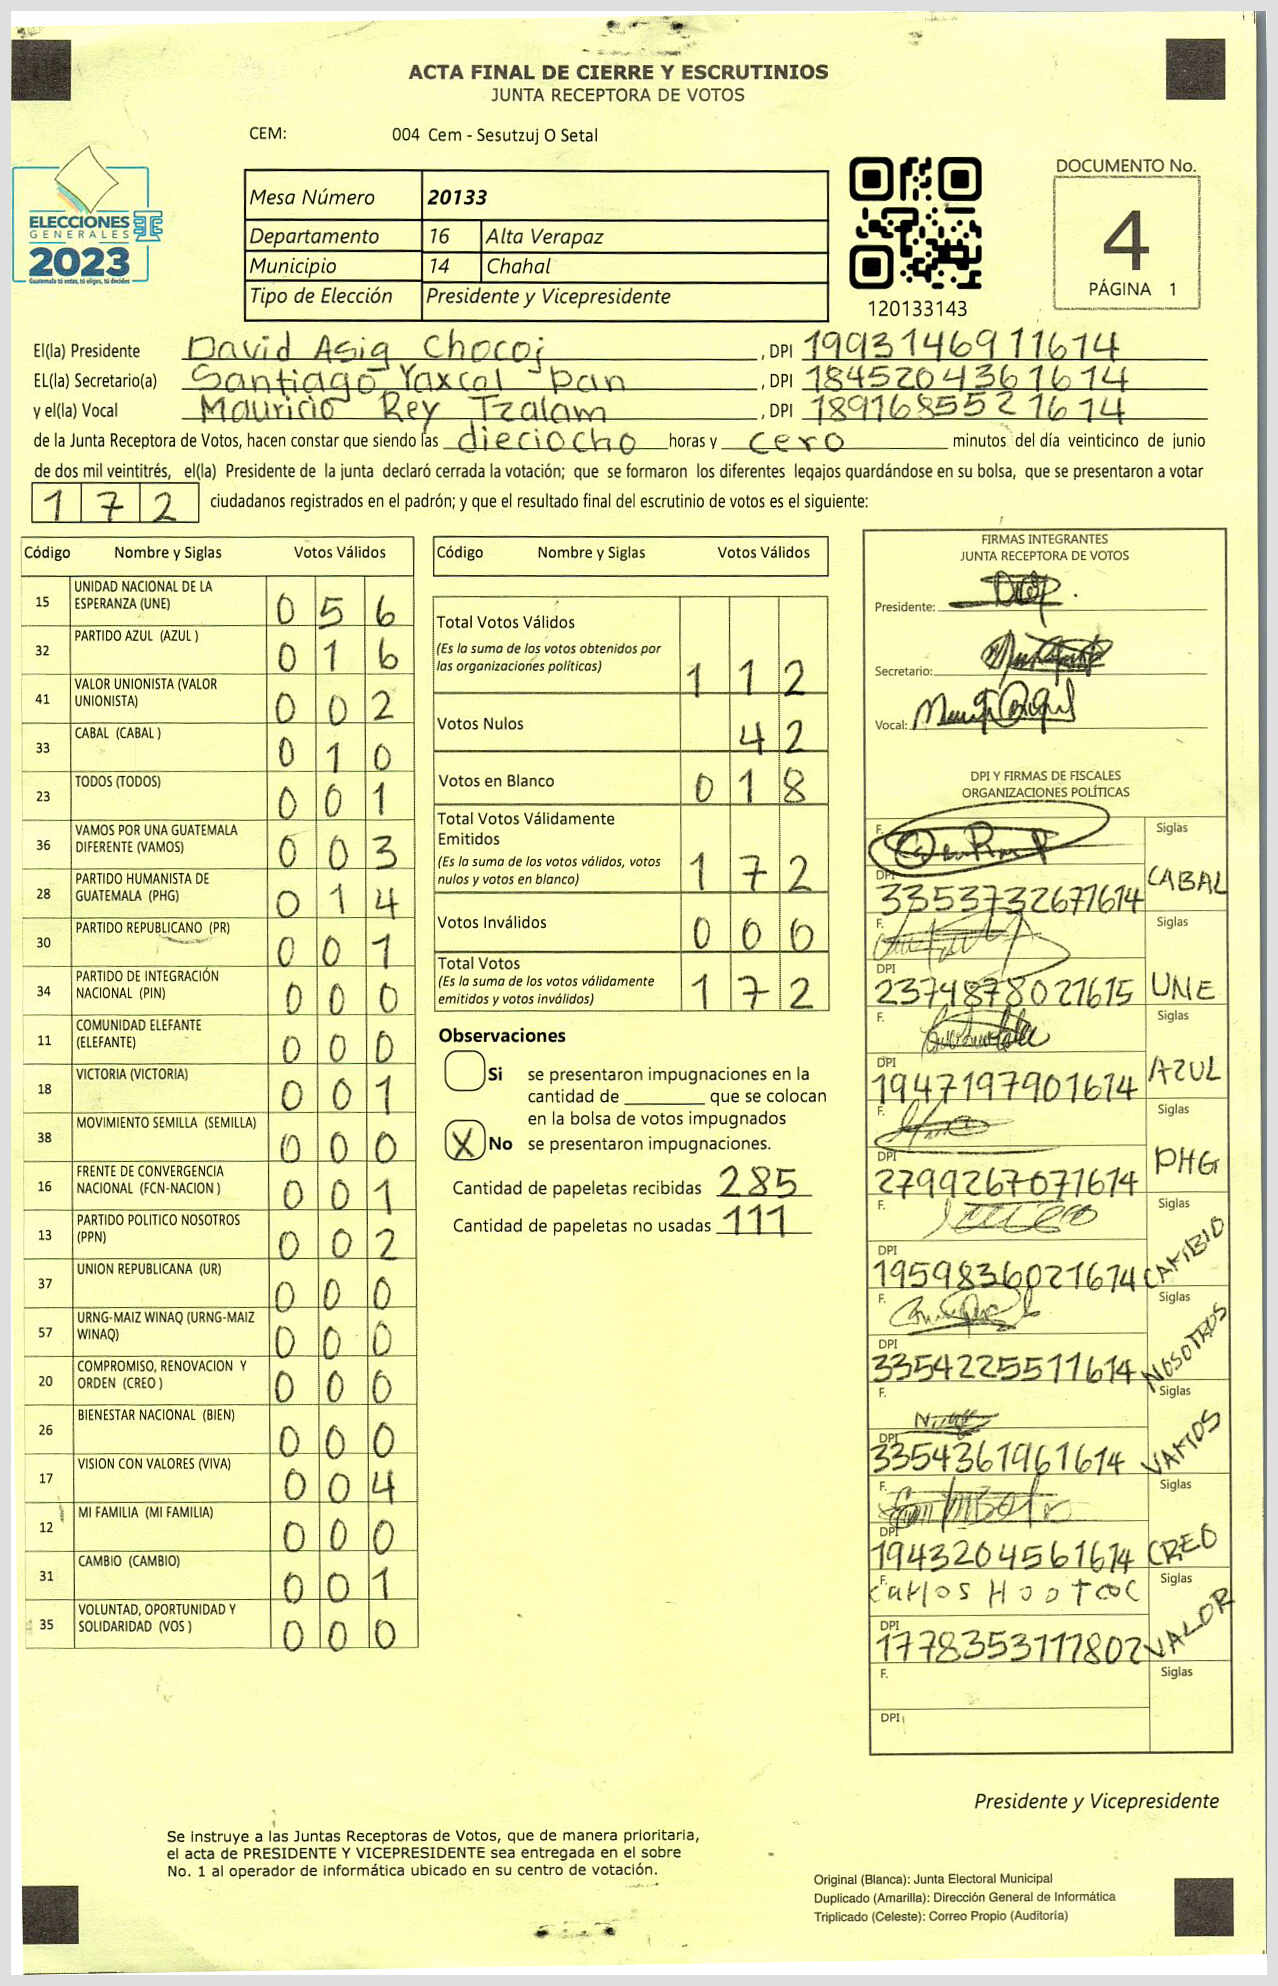 ACTA FINAL DE CIERRE Y ESCRUTINIOS
JUNTA RECEPTORA DE VOTOS
CEM: 004 Cem - Sesutzuj O Setal
ELECCIONES
GENERALES
2023
Guatemala tú votas, tú eliges, tú decides
Mesa Número 20133
Departamento 16 Alta Verapaz
Municipio 14 Chahal
Tipo de Elección Presidente y Vicepresidente
120133143
DOCUMENTO No.
4
PÁGINA 1
El(la) Presidente David Asig Chocoj, DPI 1993146911614
EL(la) Secretario(a) Santiago Yaxcal Pan, DPI 1845204361614
y el(la) Vocal Mauricio Rey Tzalam, DPI 1891685521614
de la Junta Receptora de Votos, hacen constar que siendo las dieciocho horas y cero minutos del día veinticinco de junio
de dos mil veintitrés, el(la) Presidente de la junta declaró cerrada la votación; que se formaron los diferentes legajos quardándose en su bolsa, que se presentaron a votar
172 ciudadanos registrados en el padrón; y que el resultado final del escrutinio de votos es el siguiente:
Código Nombre y Siglas Votos Válidos
15 UNIDAD NACIONAL DE LA ESPERANZA (UNE) 0 5 6
32 PARTIDO AZUL (AZUL ) 0 1 6
41 VALOR UNIONISTA (VALOR UNIONISTA) 0 0 2
33 CABAL (CABAL ) 0 1 0
23 TODOS (TODOS) 0 0 1
36 VAMOS POR UNA GUATEMALA DIFERENTE (VAMOS) 0 0 3
28 PARTIDO HUMANISTA DE GUATEMALA (PHG) 0 1 4
30 PARTIDO REPUBLICANO (PR) 0 0 1
34 PARTIDO DE INTEGRACIÓN NACIONAL (PIN) 0 0 0
11 COMUNIDAD ELEFANTE (ELEFANTE) 0 0 0
18 VICTORIA (VICTORIA) 0 0 1
38 MOVIMIENTO SEMILLA (SEMILLA) 0 0 0
16 FRENTE DE CONVERGENCIA NACIONAL (FCN-NACION ) 0 0 1
13 PARTIDO POLITICO NOSOTROS (PPN) 0 0 2
37 UNION REPUBLICANA (UR) 0 0 0
57 URNG-MAIZ WINAQ (URNG-MAIZ WINAQ) 0 0 0
20 COMPROMISO, RENOVACION Y ORDEN (CREO ) 0 0 0
26 BIENESTAR NACIONAL (BIEN) 0 0 0
17 VISION CON VALORES (VIVA) 0 0 4
12 MI FAMILIA (MI FAMILIA) 0 0 0
31 CAMBIO (CAMBIO) 0 0 1
35 VOLUNTAD, OPORTUNIDAD Y SOLIDARIDAD (VOS ) 0 0 0
Código Nombre y Siglas Votos Válidos
Total Votos Válidos
(Es la suma de los votos obtenidos por
las organizaciones políticas) 1 1 2
Votos Nulos 4 2
Votos en Blanco 0 1 8
Total Votos Válidamente
Emitidos
(Es la suma de los votos válidos, votos
nulos y votos en blanco) 1 7 2
Votos Inválidos 0 0 0
Total Votos
(Es la suma de los votos válidamente
emitidos y votos inválidos) 1 7 2
Observaciones
Si se presentaron impugnaciones en la
cantidad de ________ que se colocan
en la bolsa de votos impugnados
X No se presentaron impugnaciones.
Cantidad de papeletas recibidas 285
Cantidad de papeletas no usadas 111
FIRMAS INTEGRANTES
JUNTA RECEPTORA DE VOTOS
Presidente:
Secretario:
Vocal:
DPI Y FIRMAS DE FISCALES
ORGANIZACIONES POLÍTICAS
F. Siglas
DPI 3353732671614 CABAL
F. Siglas
DPI 2374878021615 UNE
F. Siglas
DPI 1947197901614 AZUL
F. Siglas
DPI 2799267071614 PHG
F. Siglas
DPI 1959836021614 CAMBIO
F. Siglas
DPI 3354225511614 NOSOTROS
F. Siglas
DPI 3354361961614 VAMOS
F. Siglas
DPI 1943204561614 CREO
F. Carlos Siglas
DPI 1778353111802 VALOR
F. Siglas
DPI
Presidente y Vicepresidente
Se instruye a las Juntas Receptoras de Votos, que de manera prioritaria,
el acta de PRESIDENTE Y VICEPRESIDENTE sea entregada en el sobre
No. 1 al operador de informática ubicado en su centro de votación.
Original (Blanca): Junta Electoral Municipal
Duplicado (Amarilla): Dirección General de Informática
Triplicado (Celeste): Correo Propio (Auditoría)